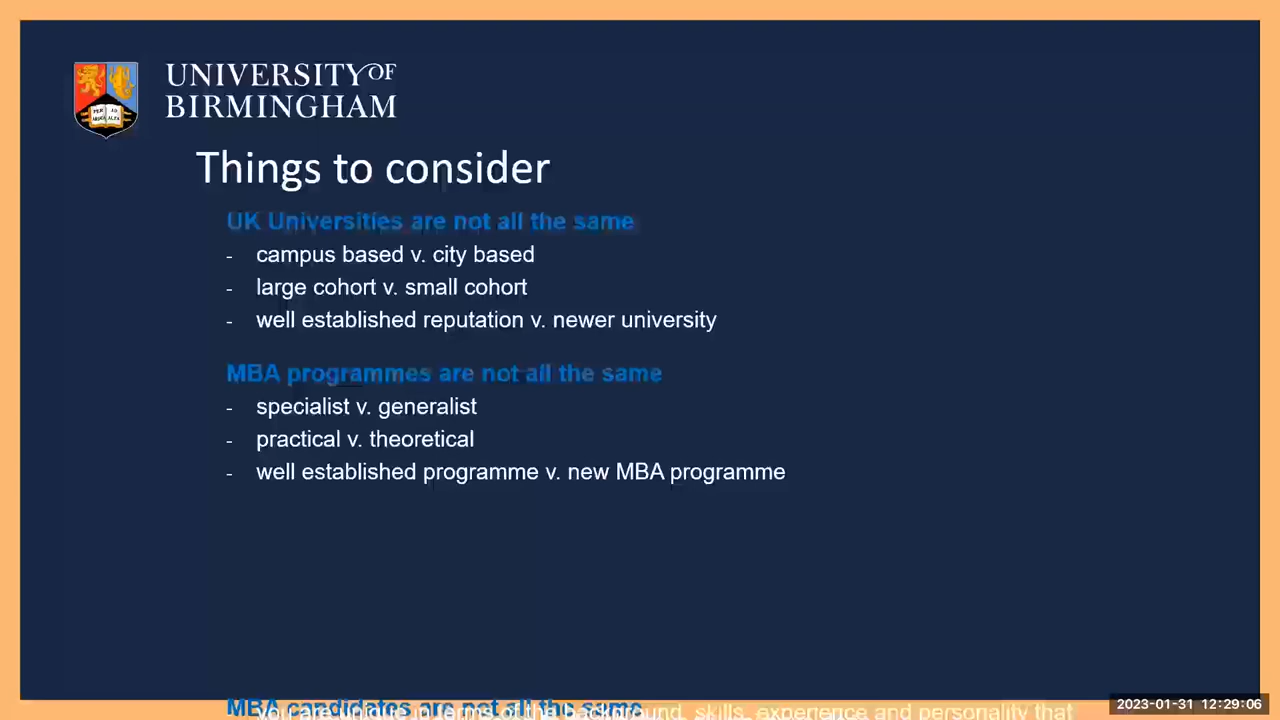 UNIVERSITY OF
BIRMINGHAM
Things to consider
UK Universities are not all the same
- campus based v. city based
- large cohort v. small cohort
- well established reputation v. newer university
MBA programmes are not all the same
- specialist v. generalist
- practical v. theoretical
- well established programme v. new MBA programme
MBA candidates are not all the same
You are unique in terms of the background, skills, experience and personality that
2023-01-31 12:29:06